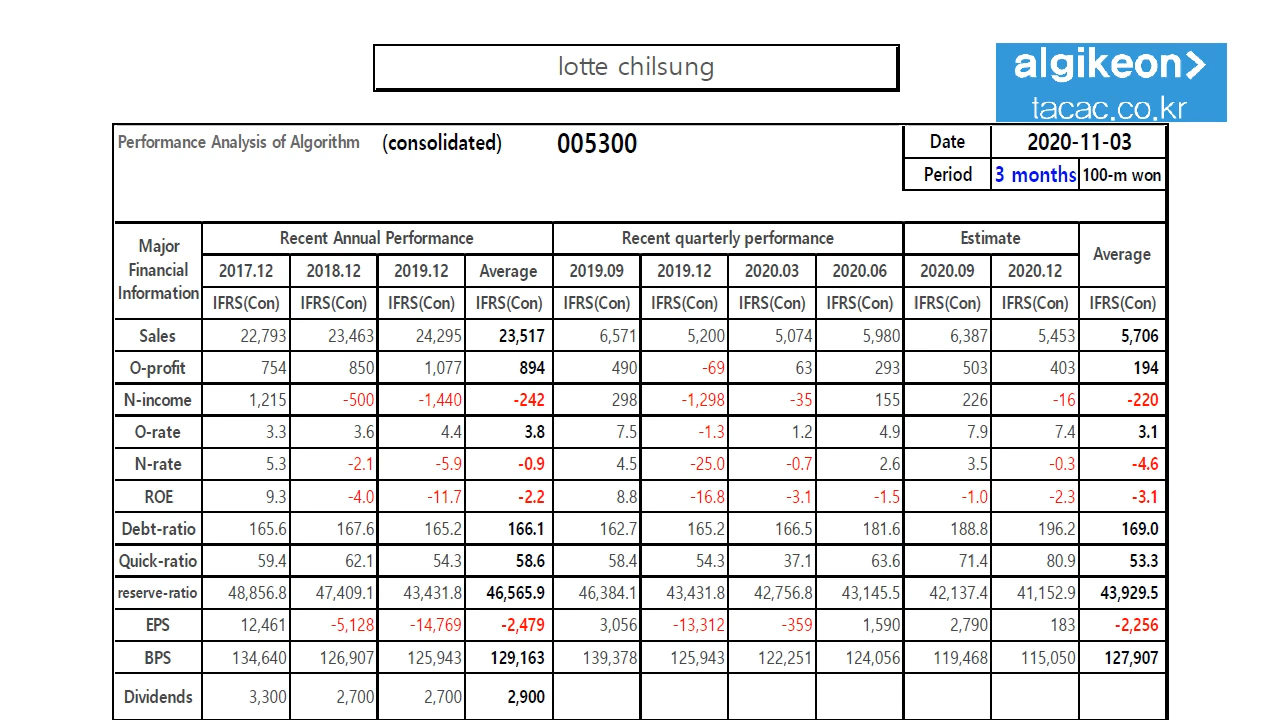 lotte chilsung
algikeon>
tacac.co.kr
Performance Analysis of Algorithm (consolidated) 005300 Date 2020-11-03
Period 3 months 100-m won
Major Financial Information Recent Annual Performance Recent quarterly performance Estimate Average
2017.12 2018.12 2019.12 Average 2019.09 2019.12 2020.03 2020.06 2020.09 2020.12
IFRS(Con) IFRS(Con) IFRS(Con) IFRS(Con) IFRS(Con) IFRS(Con) IFRS(Con) IFRS(Con) IFRS(Con) IFRS(Con) IFRS(Con)
Sales 22,793 23,463 24,295 23,517 6,571 5,200 5,074 5,980 6,387 5,453 5,706
O-profit 754 850 1,077 894 490 -69 63 293 503 403 194
N-income 1,215 -500 -1,440 -242 298 -1,298 -35 155 226 -16 -220
O-rate 3.3 3.6 4.4 3.8 7.5 -1.3 1.2 4.9 7.9 7.4 3.1
N-rate 5.3 -2.1 -5.9 -0.9 4.5 -25.0 -0.7 2.6 3.5 -0.3 -4.6
ROE 9.3 -4.0 -11.7 -2.2 8.8 -16.8 -3.1 -1.5 -1.0 -2.3 -3.1
Debt-ratio 165.6 167.6 165.2 166.1 162.7 165.2 166.5 181.6 188.8 196.2 169.0
Quick-ratio 59.4 62.1 54.3 58.6 58.4 54.3 37.1 63.6 71.4 80.9 53.3
reserve-ratio 48,856.8 47,409.1 43,431.8 46,565.9 46,384.1 43,431.8 42,756.8 43,145.5 42,137.4 41,152.9 43,929.5
EPS 12,461 -5,128 -14,769 -2,479 3,056 -13,312 -359 1,590 2,790 183 -2,256
BPS 134,640 126,907 125,943 129,163 139,378 125,943 122,251 124,056 119,468 115,050 127,907
Dividends 3,300 2,700 2,700 2,900